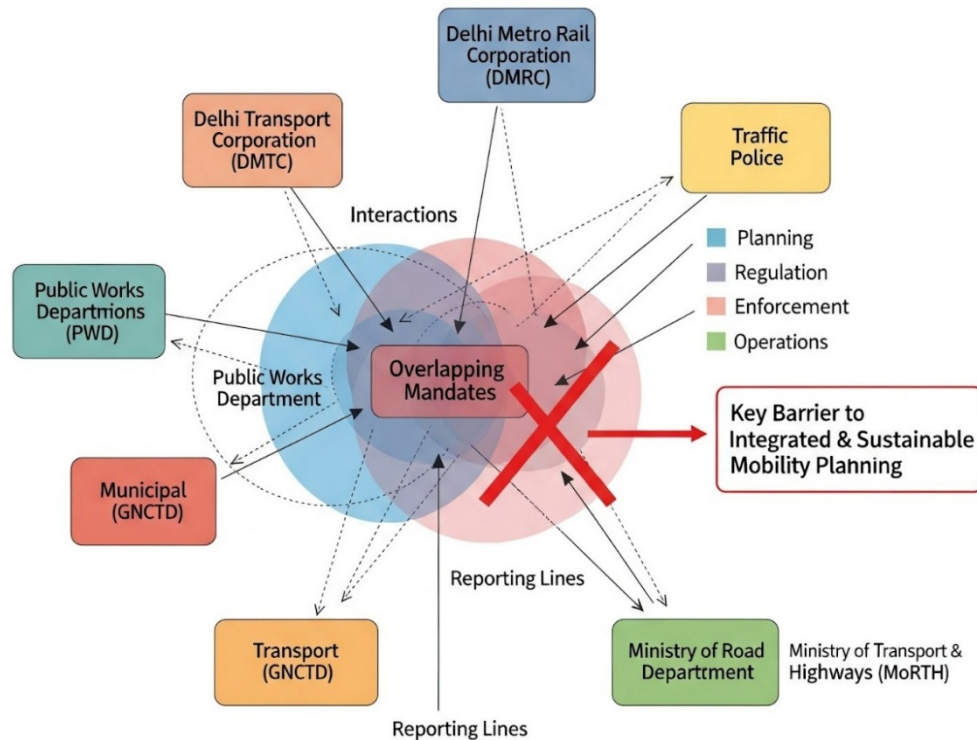 Delhi Metro Rail
Corporation
(DMRC)
Delhi Transport
Corporation
(DMTC)
Traffic
Police
Interactions
Planning
Regulation
Enforcement
Operations
Public Works
Departmnions
(PWD)
Overlapping
Mandates
Public Works
Department
Key Barrier to
Integrated & Sustainable
Mobility Planning
Municipal
(GNCTD)
Reporting Lines
Transport
(GNCTD)
Ministry of Road
Department
Ministry of Transport &
Highways (MoRTH)
Reporting Lines